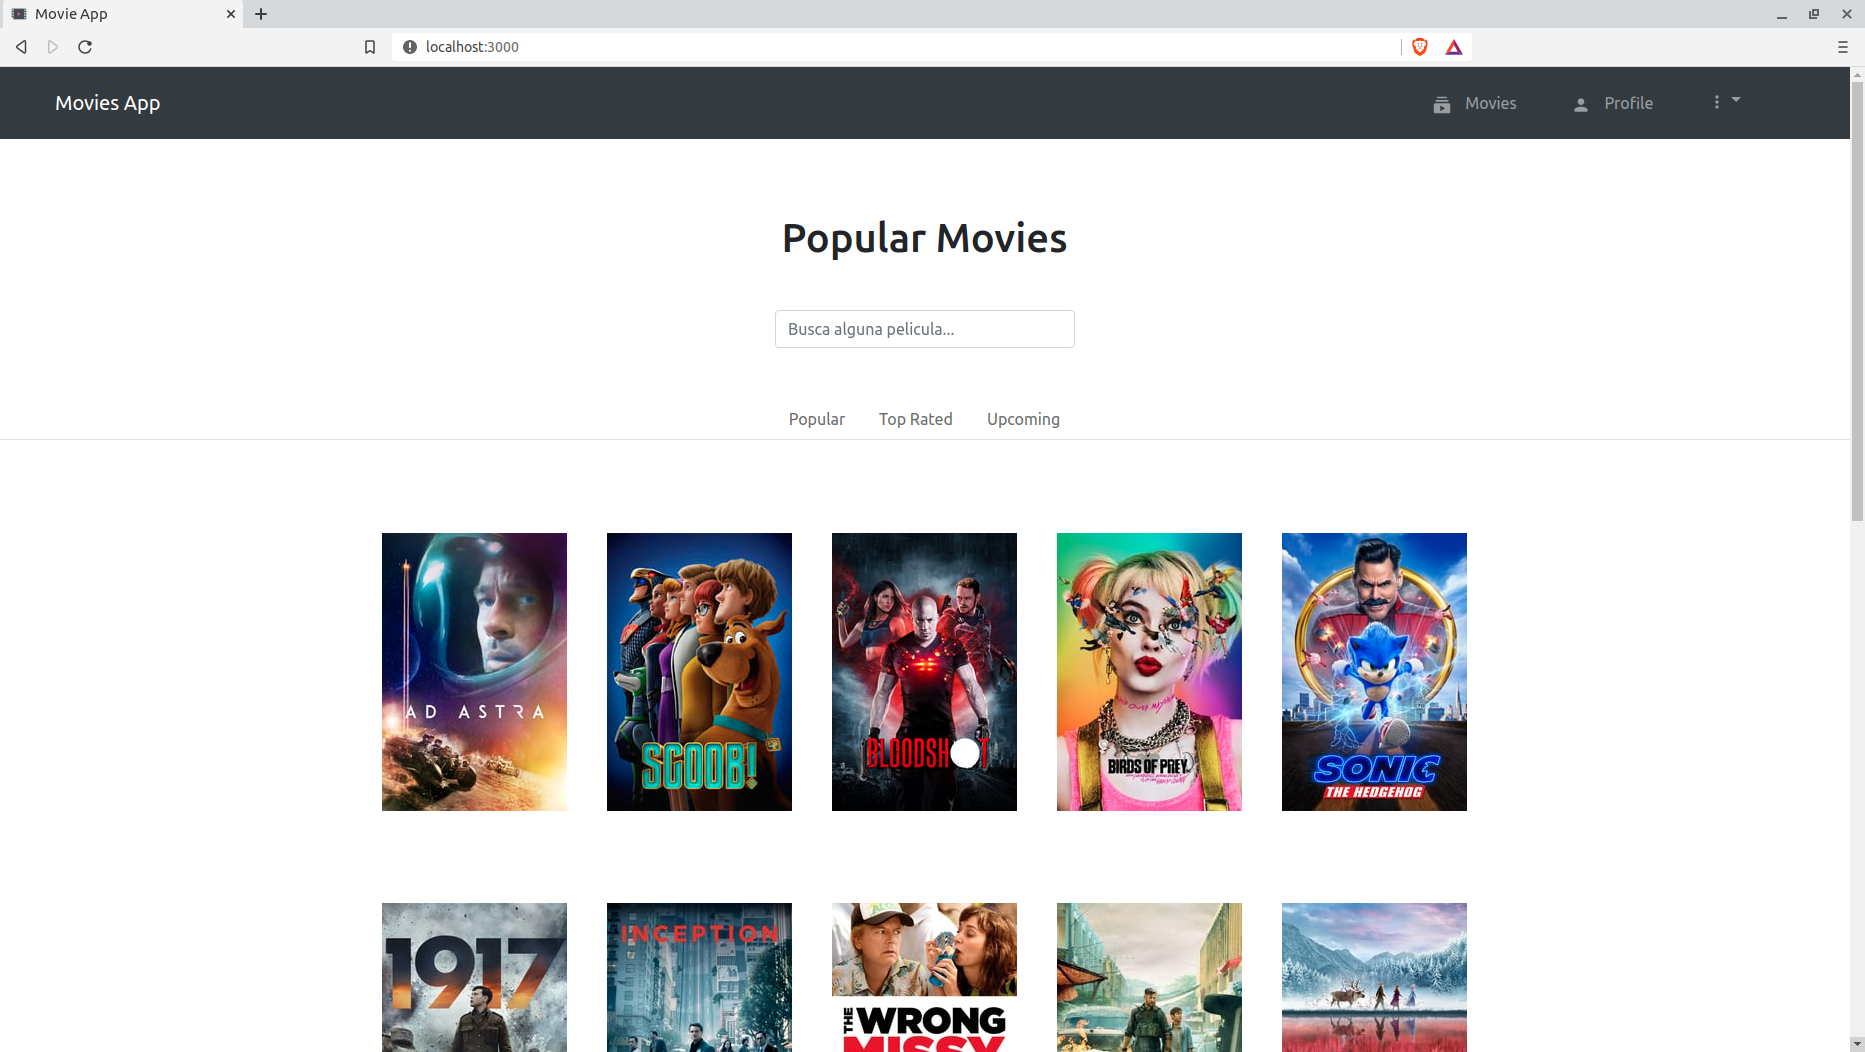 Movie App
localhost:3000
Movies App
Movies
Profile
Popular Movies
Busca alguna pelicula...
Popular
Top Rated
Upcoming
AD ASTRA
SCOOB!
BLOODSHOT
BIRDS OF PREY
SONIC
THE HEDGEHOG
1917
INCEPTION
THE WRONG
MISSY